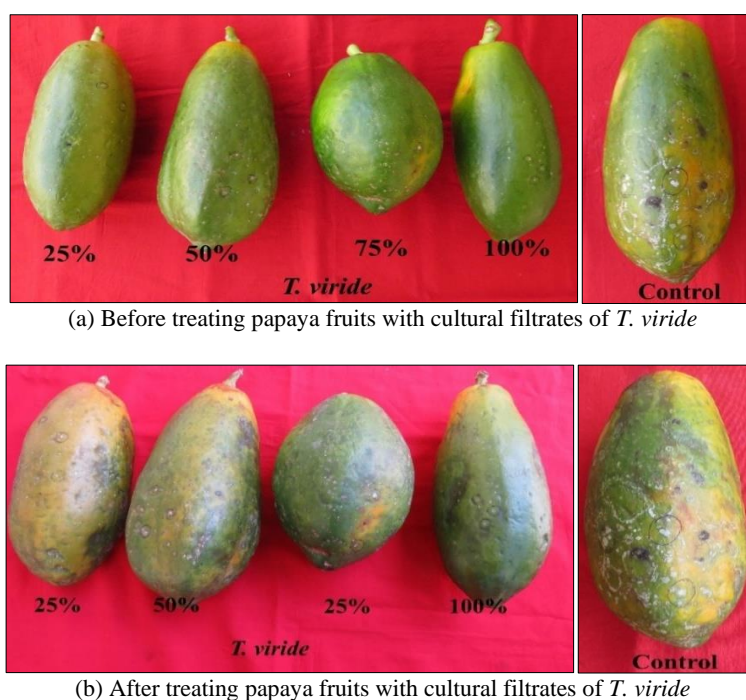 25% 50% 75% 100%
T. viride
Control
(a) Before treating papaya fruits with cultural filtrates of T. viride
25% 50% 25% 100%
T. viride
Control
(b) After treating papaya fruits with cultural filtrates of T. viride